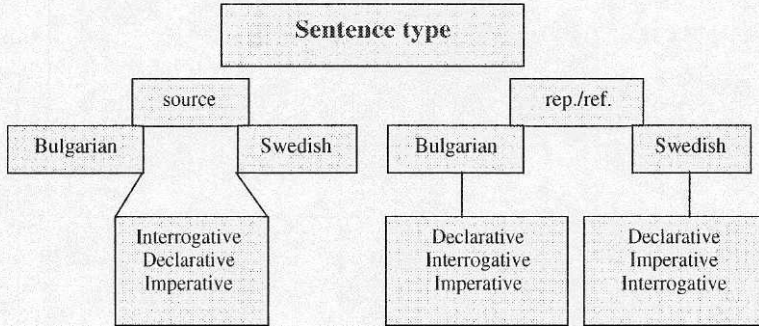 Sentence type
source
rep./ref.
Bulgarian
Swedish
Bulgarian
Swedish
Interrogative
Declarative
Imperative
Declarative
Interrogative
Imperative
Declarative
Imperative
Interrogative